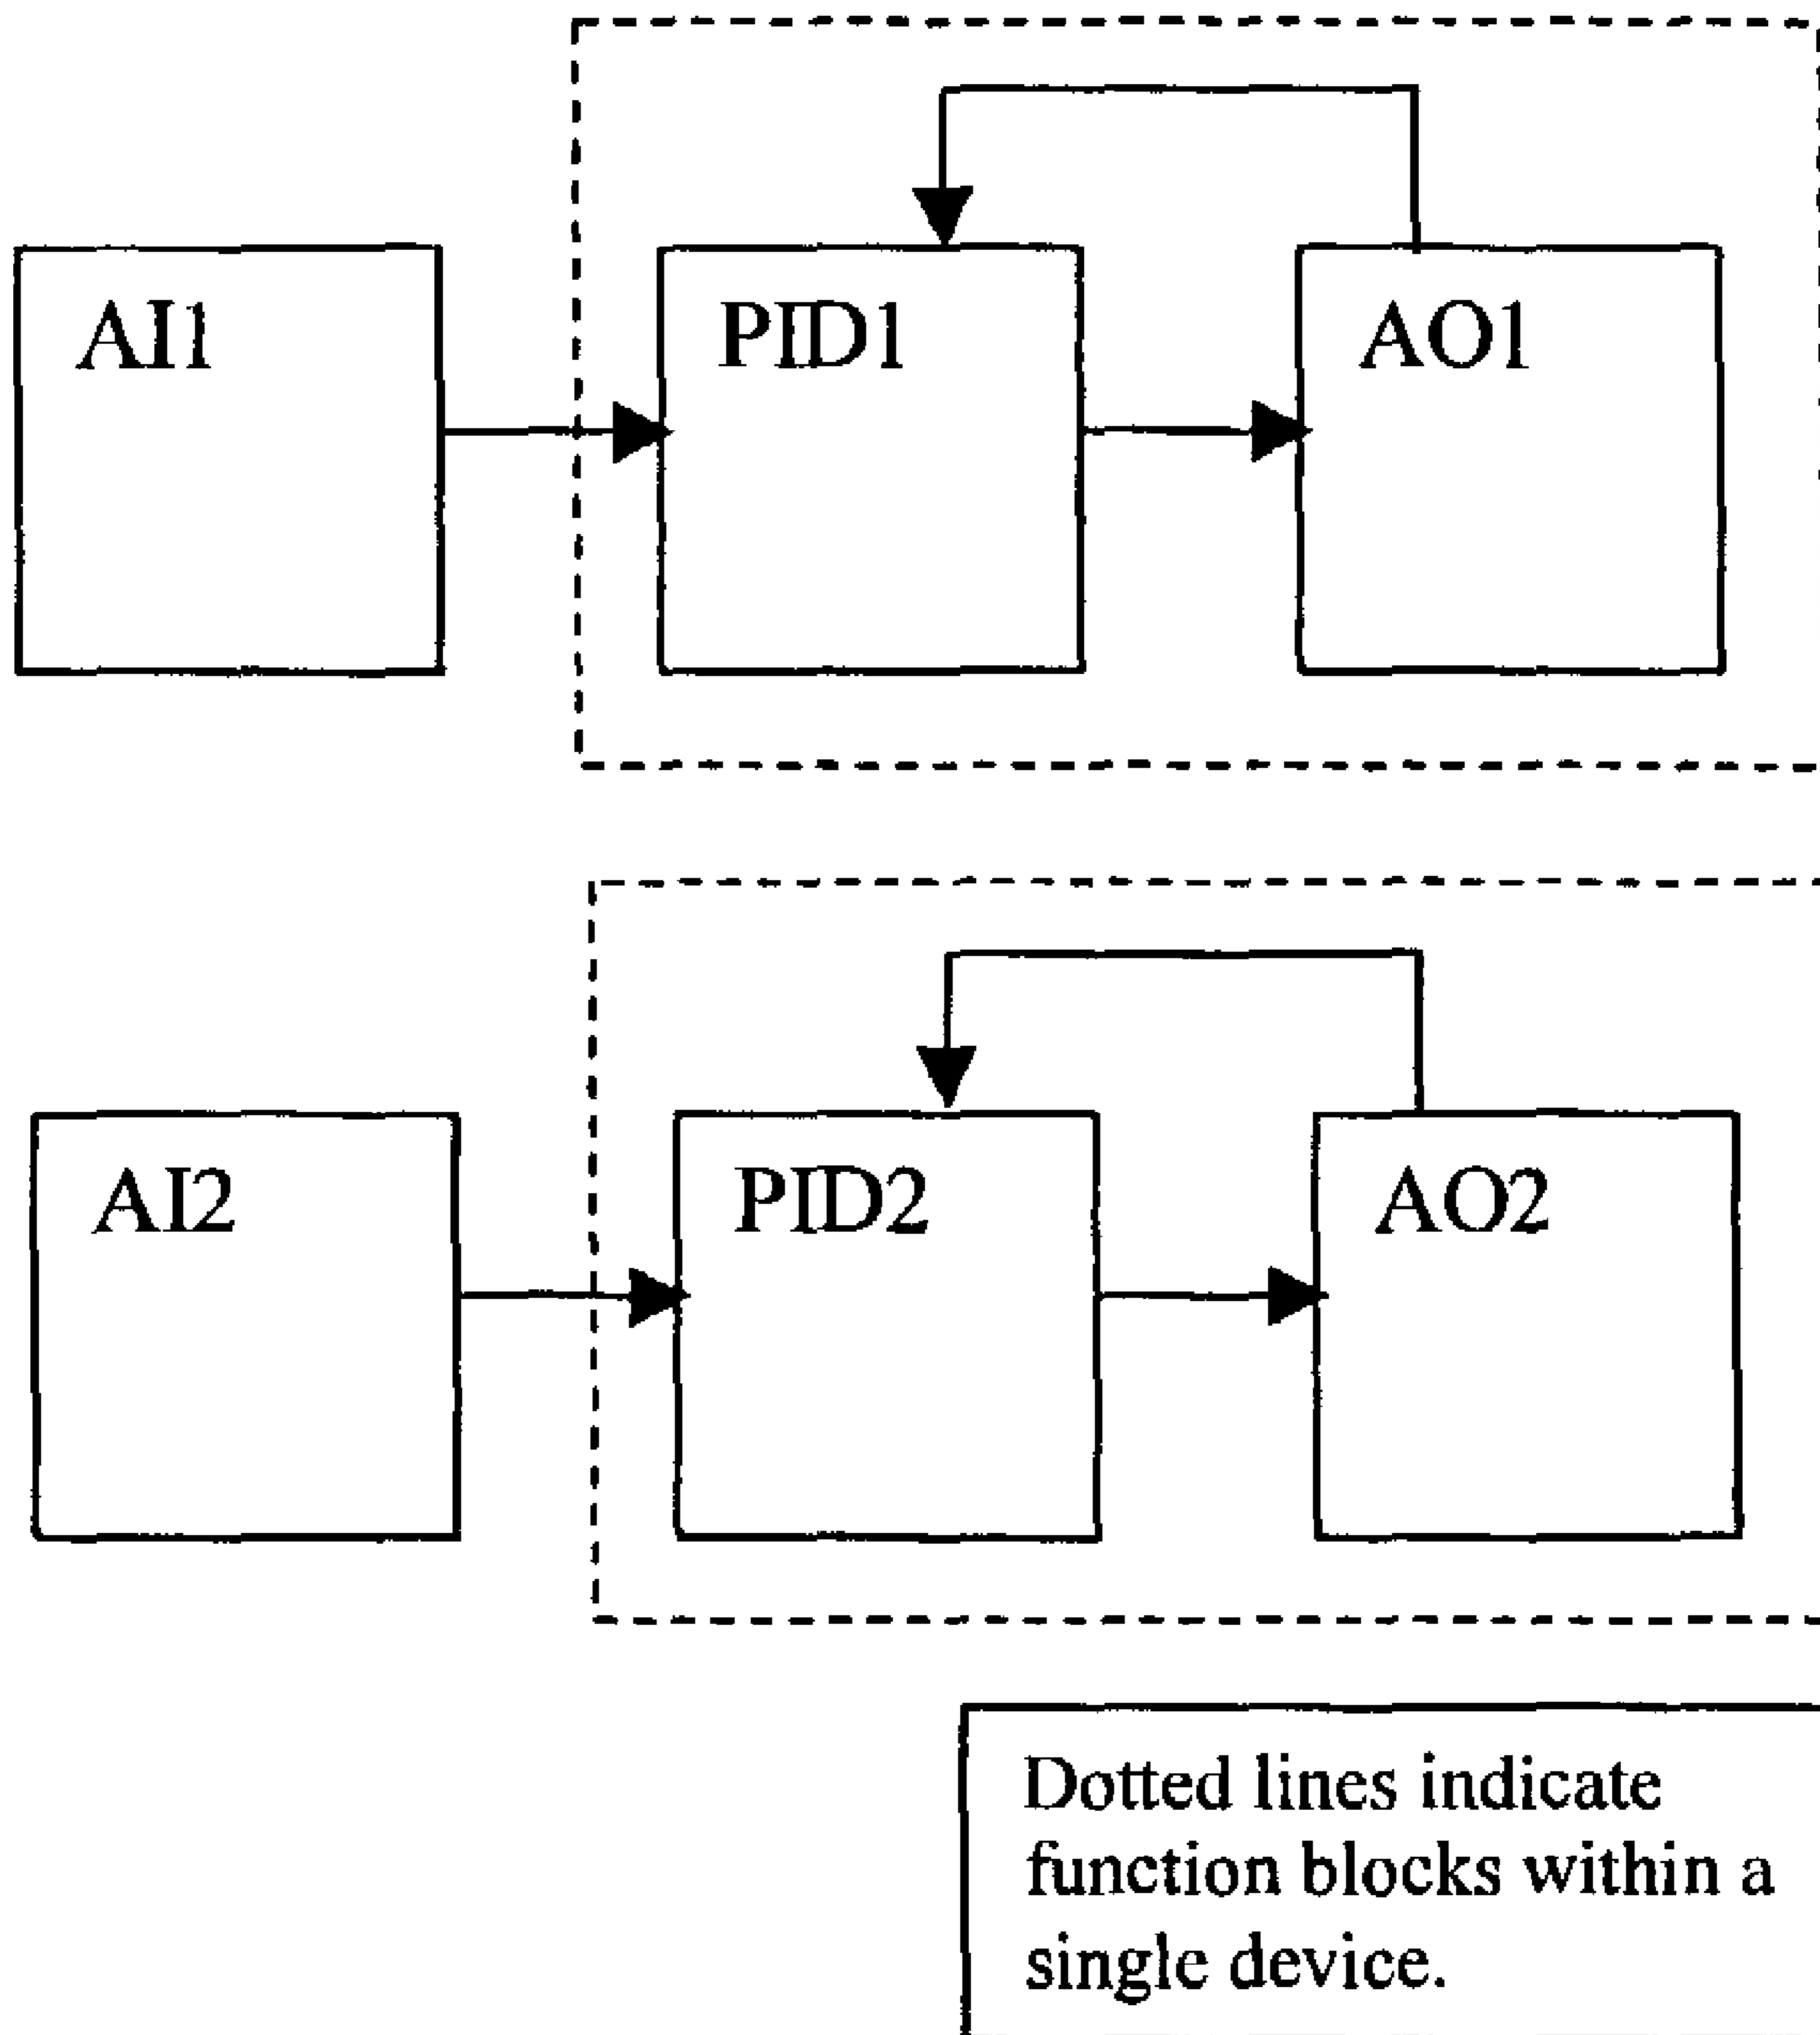 AI1
PID1
AO1
AI2
PID2
AO2
Dotted lines indicate
function blocks within a
single device.